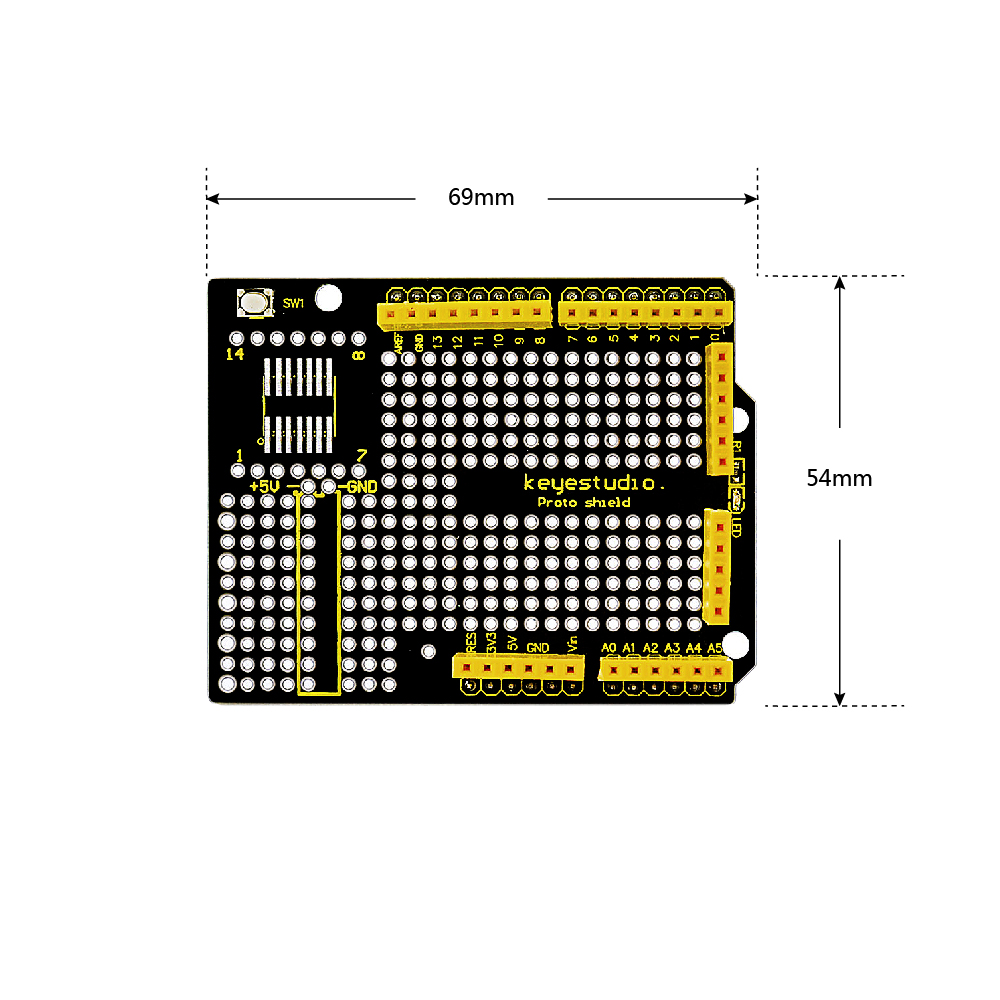 69mm
SW1
AREF GND 13 12 11 10 9 8 7 6 5 4 3 2 1
14 8
1 7
+5V GND
R1
keyestudio.
Proto shield
54mm
LED
RES 3V3 5V GND Vin A0 A1 A2 A3 A4 A5